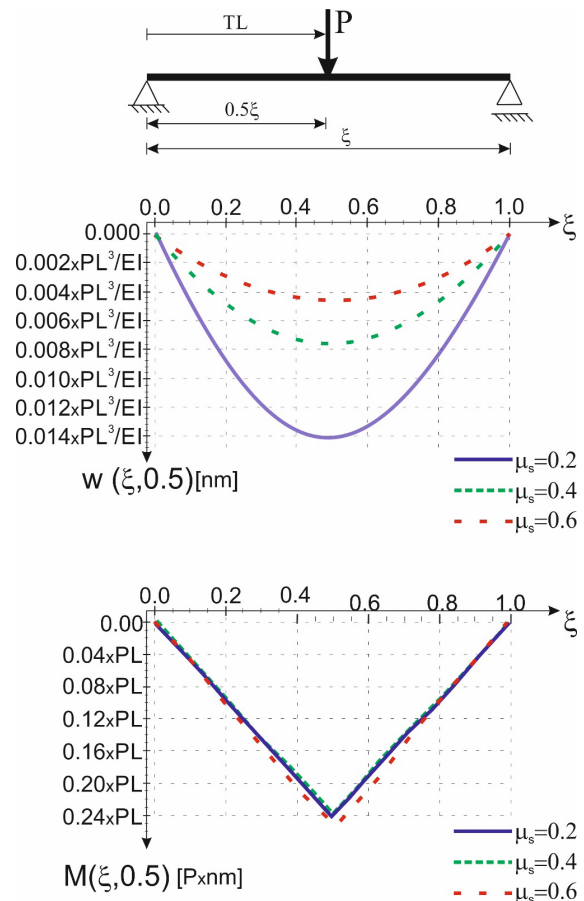 TL
P
0.5ξ
ξ
0.0 0.2 0.4 0.6 0.8 1.0 ξ
0.000
0.002xPL³/EI
0.004xPL³/EI
0.006xPL³/EI
0.008xPL³/EI
0.010xPL³/EI
0.012xPL³/EI
0.014xPL³/EI
w (ξ,0.5)[nm]
μₛ=0.2
μₛ=0.4
μₛ=0.6
0.0 0.2 0.4 0.6 0.8 1.0 ξ
0.00
0.04xPL
0.08xPL
0.12xPL
0.16xPL
0.20xPL
0.24xPL
M(ξ,0.5) [Pxnm]
μₛ=0.2
μₛ=0.4
μₛ=0.6